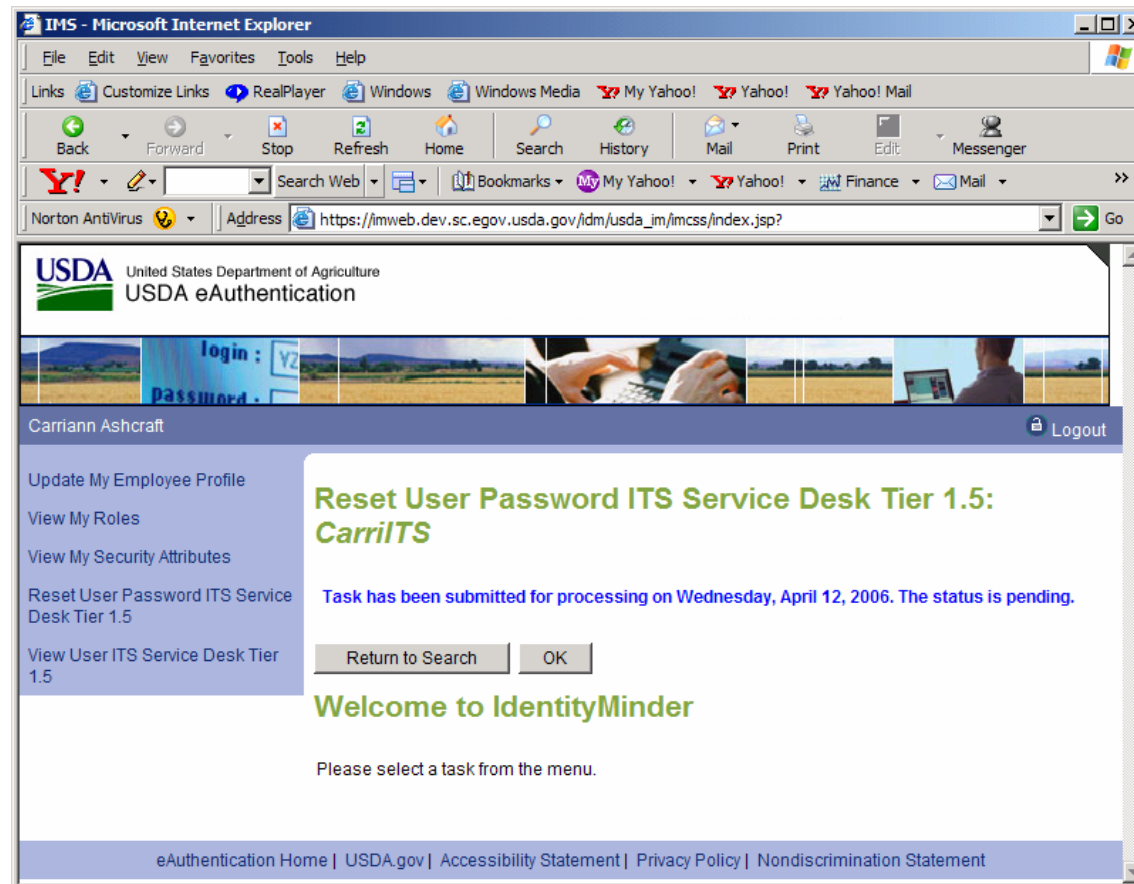 IMS - Microsoft Internet Explorer
File Edit View Favorites Tools Help
Links Customize Links RealPlayer Windows Windows Media My Yahoo! Yahoo! Yahoo! Mail
Back Forward Stop Refresh Home Search History Mail Print Edit Messenger
Y! Search Web Bookmarks My Yahoo! Yahoo! Finance Mail »
Norton AntiVirus Address https://imweb.dev.sc.egov.usda.gov/idm/usda_im/imcss/index.jsp? Go
USDA United States Department of Agriculture
USDA eAuthentication
login : YZ
password :
Carriann Ashcraft Logout
Update My Employee Profile
View My Roles
View My Security Attributes
Reset User Password ITS Service
Desk Tier 1.5
View User ITS Service Desk Tier
1.5
Reset User Password ITS Service Desk Tier 1.5:
CarriITS
Task has been submitted for processing on Wednesday, April 12, 2006. The status is pending.
Return to Search OK
Welcome to IdentityMinder
Please select a task from the menu.
eAuthentication Home | USDA.gov | Accessibility Statement | Privacy Policy | Nondiscrimination Statement